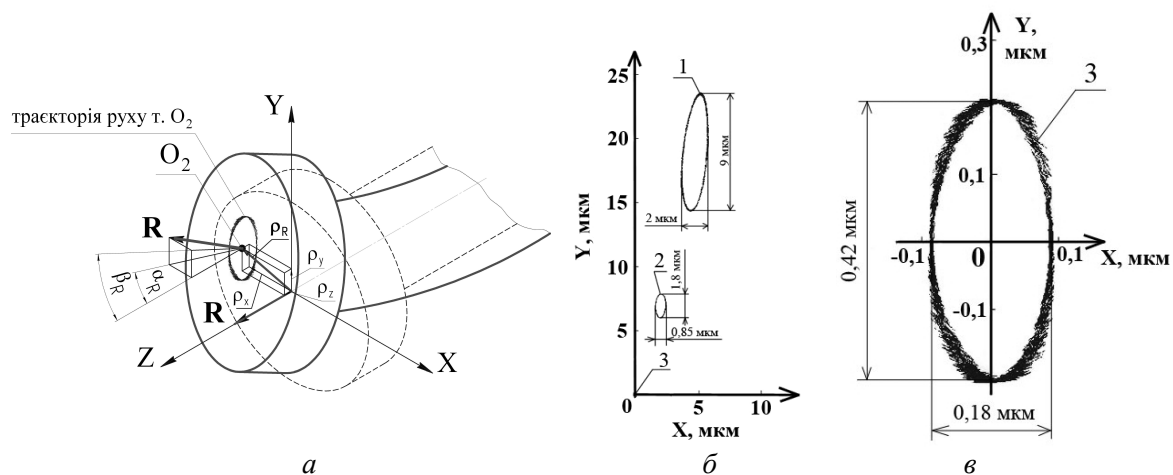 траєкторія руху т. O₂
O₂
Y
R
ρR
ρy
ρx
ρz
βR
αR
R
Z
X
а
25
20
15
10
5
0
5
10
Y, мкм
X, мкм
1
9 мкм
2 мкм
2
1,8 мкм
0,85 мкм
3
б
Y,
мкм
0,3
3
0,1
0,42 мкм
-0,1
0
0,1
X, мкм
-0,1
0,18 мкм
в